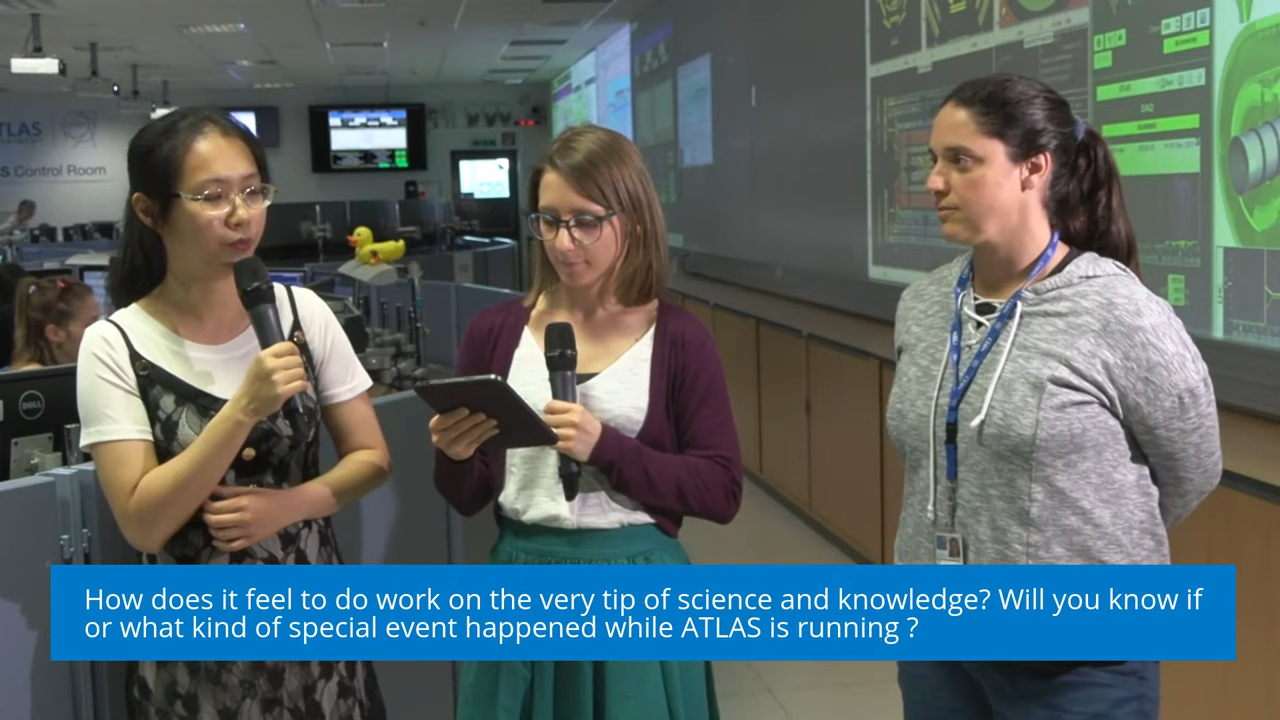 ATLAS
S Control Room
DELL
DAQ
How does it feel to do work on the very tip of science and knowledge? Will you know if
or what kind of special event happened while ATLAS is running ?